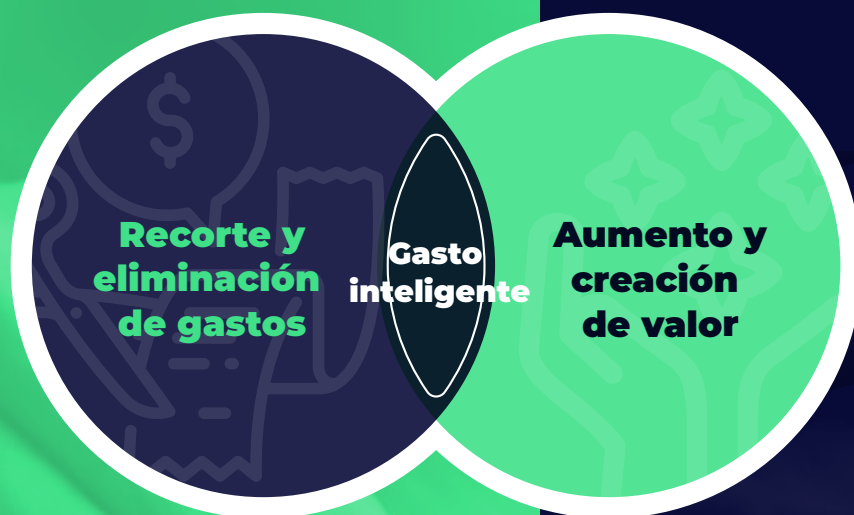 Recorte y
eliminación
de gastos
Gasto
inteligente
Aumento y
creación
de valor
$